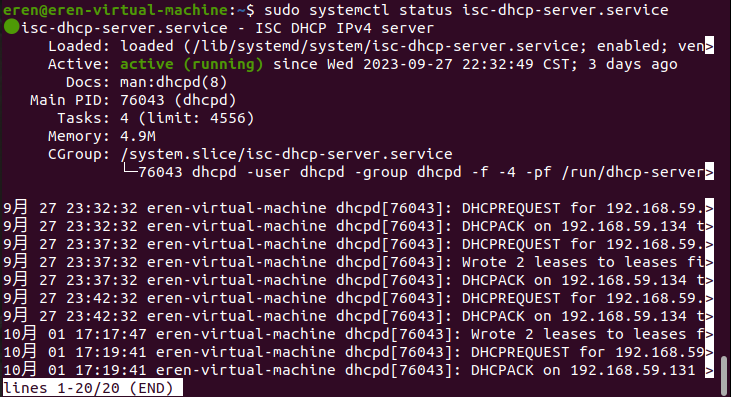 eren@eren-virtual-machine:~$ sudo systemctl status isc-dhcp-server.service
●isc-dhcp-server.service - ISC DHCP IPv4 server
Loaded: loaded (/lib/systemd/system/isc-dhcp-server.service; enabled; ven>
Active: active (running) since Wed 2023-09-27 22:32:49 CST; 3 days ago
Docs: man:dhcpd(8)
Main PID: 76043 (dhcpd)
Tasks: 4 (limit: 4556)
Memory: 4.9M
CGroup: /system.slice/isc-dhcp-server.service
└─76043 dhcpd -user dhcpd -group dhcpd -f -4 -pf /run/dhcp-server>
9月 27 23:32:32 eren-virtual-machine dhcpd[76043]: DHCPREQUEST for 192.168.59.>
9月 27 23:32:32 eren-virtual-machine dhcpd[76043]: DHCPACK on 192.168.59.134 t>
9月 27 23:37:32 eren-virtual-machine dhcpd[76043]: DHCPREQUEST for 192.168.59.>
9月 27 23:37:32 eren-virtual-machine dhcpd[76043]: Wrote 2 leases to leases fi>
9月 27 23:37:32 eren-virtual-machine dhcpd[76043]: DHCPACK on 192.168.59.134 t>
9月 27 23:42:32 eren-virtual-machine dhcpd[76043]: DHCPREQUEST for 192.168.59.>
9月 27 23:42:32 eren-virtual-machine dhcpd[76043]: DHCPACK on 192.168.59.134 t>
10月 01 17:17:47 eren-virtual-machine dhcpd[76043]: Wrote 2 leases to leases f>
10月 01 17:19:41 eren-virtual-machine dhcpd[76043]: DHCPREQUEST for 192.168.59>
10月 01 17:19:41 eren-virtual-machine dhcpd[76043]: DHCPACK on 192.168.59.131 >
lines 1-20/20 (END)